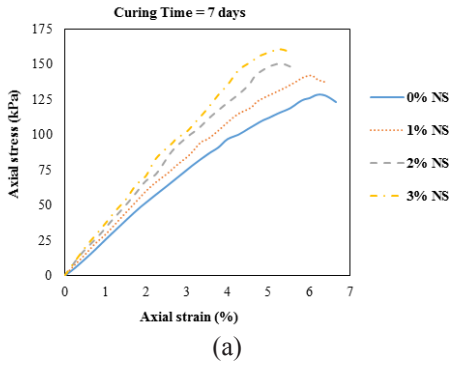 Curing Time = 7 days
Axial stress (kPa)
175
150
125
100
75
50
25
0
0 1 2 3 4 5 6 7
Axial strain (%)
0% NS
1% NS
2% NS
3% NS
(a)